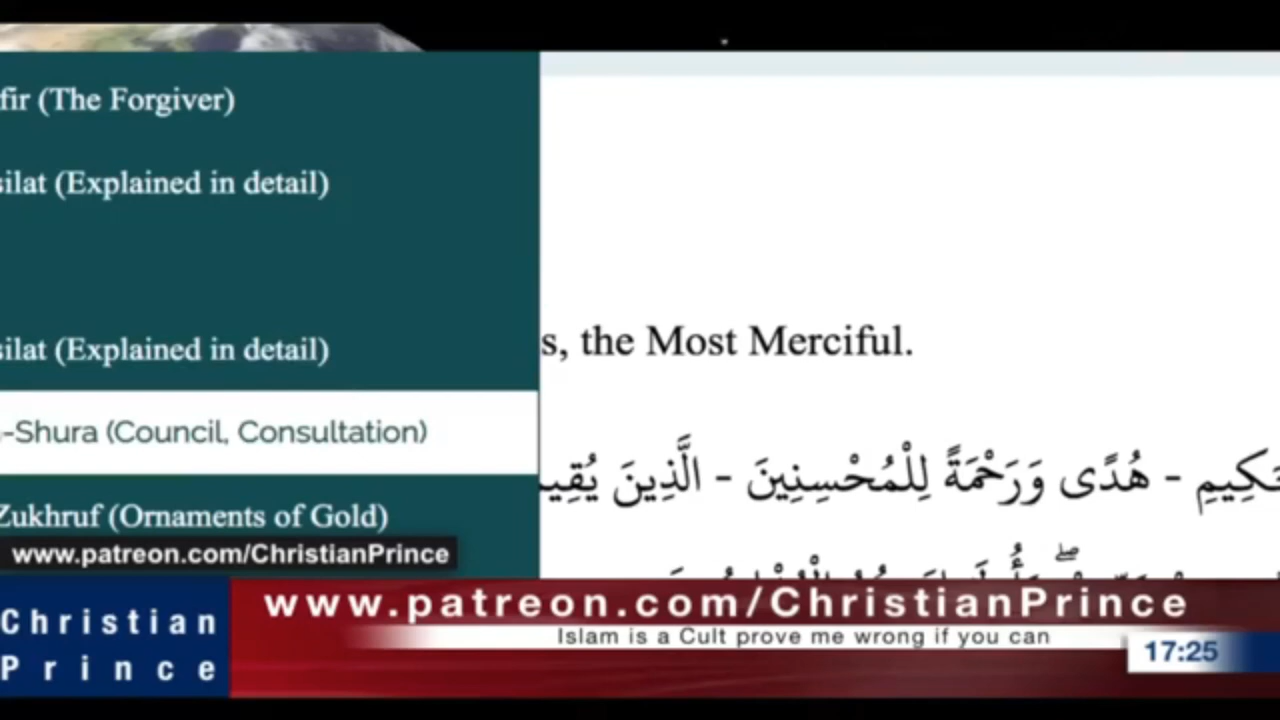 fir (The Forgiver)
silat (Explained in detail)
silat (Explained in detail)
-Shura (Council, Consultation)
Zukhruf (Ornaments of Gold)
s, the Most Merciful.
حَكِيمِ - هُدًى وَرَحْمَةً لِلْمُحْسِنِينَ - الَّذِينَ يُقِيـ
www.patreon.com/ChristianPrince
Christian
Prince
www.patreon.com/ChristianPrince
Islam is a Cult prove me wrong if you can
17:25